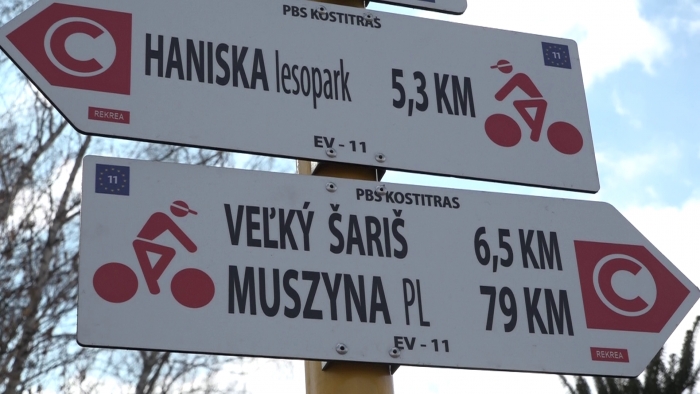 PBS KOSTITRAS
C
HANISKA lesopark 5,3 KM
11
REKREA
EV - 11
11
PBS KOSTITRAS
VEĽKÝ ŠARIŠ 6,5 KM
MUSZYNA PL 79 KM
C
EV - 11
REKREA